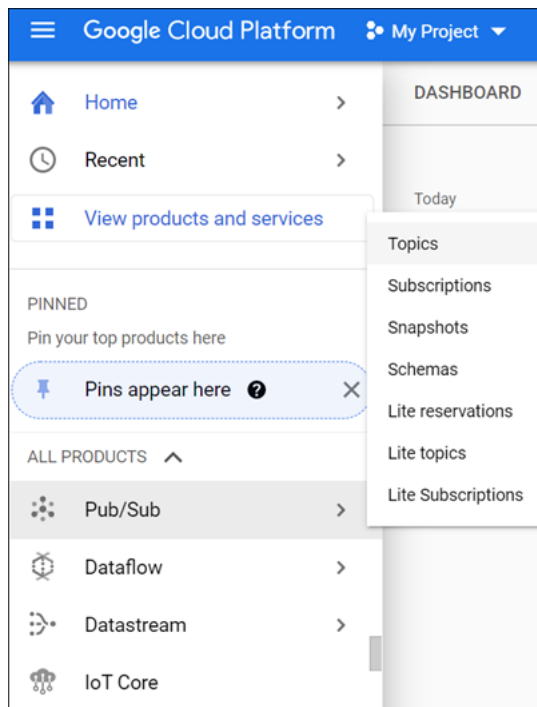 Google Cloud Platform
My Project
Home
DASHBOARD
Recent
View products and services
Today
Topics
Subscriptions
Snapshots
Schemas
Lite reservations
Lite topics
Lite Subscriptions
PINNED
Pin your top products here
Pins appear here ?
ALL PRODUCTS
Pub/Sub
Dataflow
Datastream
IoT Core